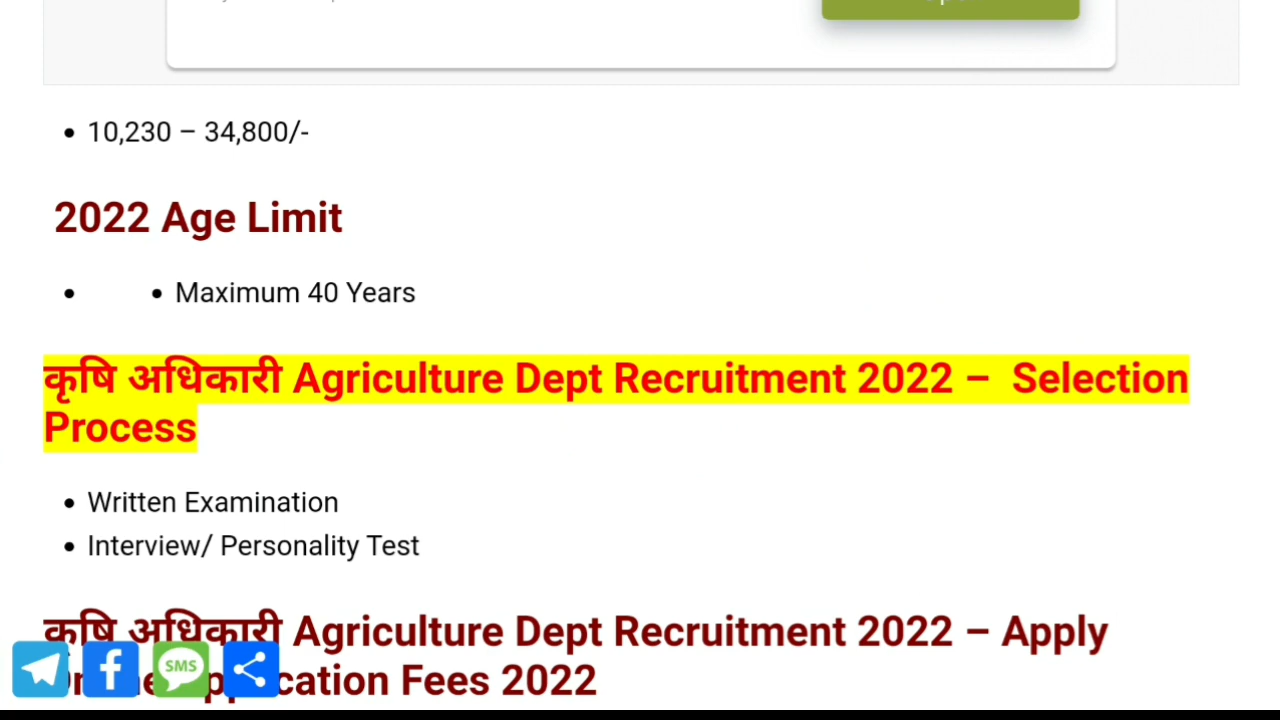 10,230 – 34,800/-
2022 Age Limit
Maximum 40 Years
कृषि अधिकारी Agriculture Dept Recruitment 2022 – Selection
Process
Written Examination
Interview/ Personality Test
कृषि अधिकारी Agriculture Dept Recruitment 2022 – Apply
Fees 2022
SMS